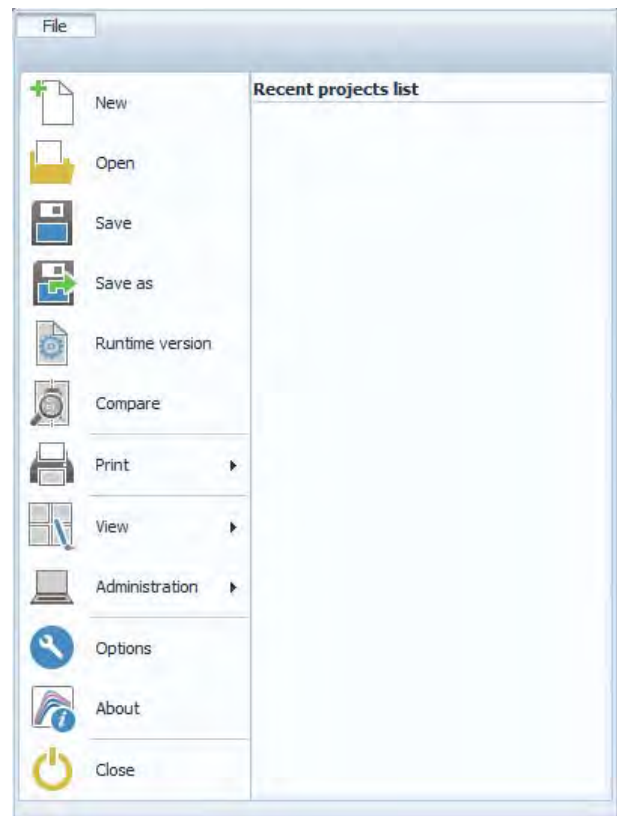 File
New
Recent projects list
Open
Save
Save as
Runtime version
Compare
Print
View
Administration
Options
About
Close